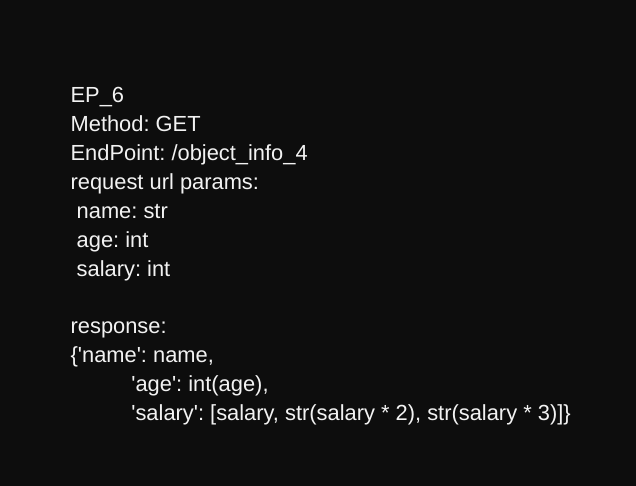 EP_6
Method: GET
EndPoint: /object_info_4
request url params:
name: str
age: int
salary: int
response:
{'name': name,
'age': int(age),
'salary': [salary, str(salary * 2), str(salary * 3)]}